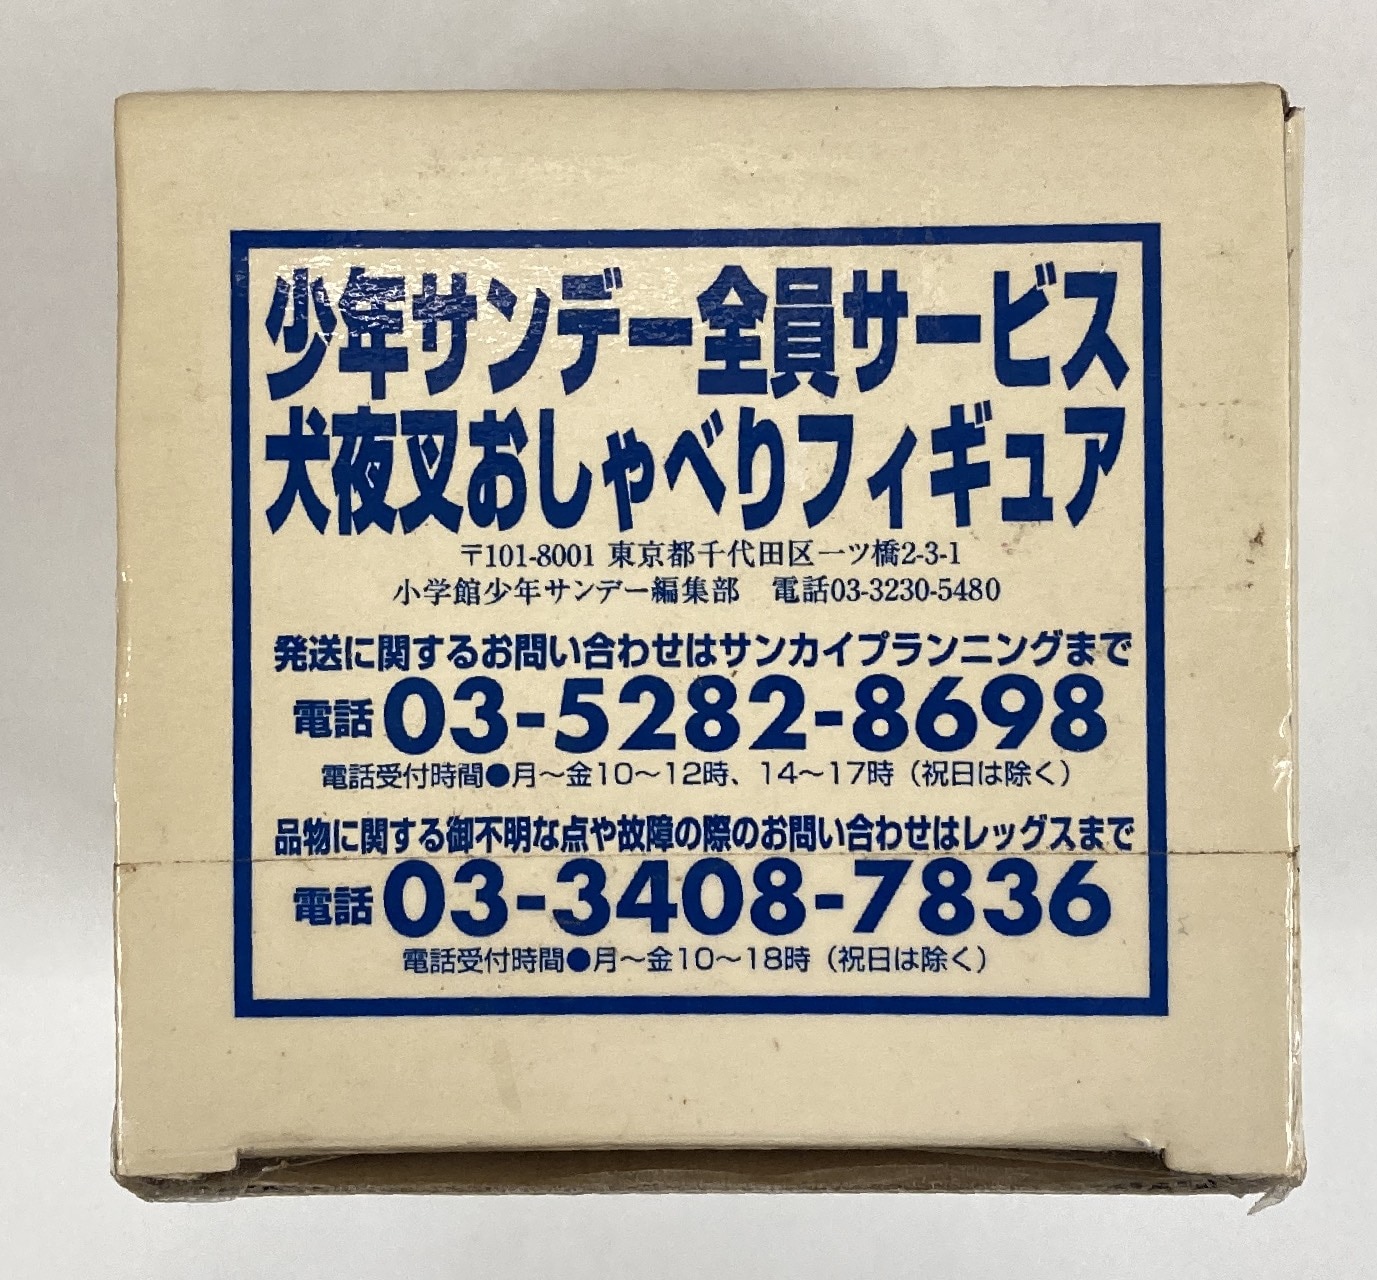 少年サンデー全員サービス
犬夜叉おしゃべりフィギュア
〒101-8001 東京都千代田区一ツ橋2-3-1
小学館少年サンデー編集部　電話03-3230-5480
発送に関するお問い合わせはサンカイプランニングまで
電話03-5282-8698
電話受付時間●月〜金10〜12時、14〜17時（祝日は除く）
品物に関する御不明な点や故障の際のお問い合わせはレッグスまで
電話03-3408-7836
電話受付時間●月〜金10〜18時（祝日は除く）